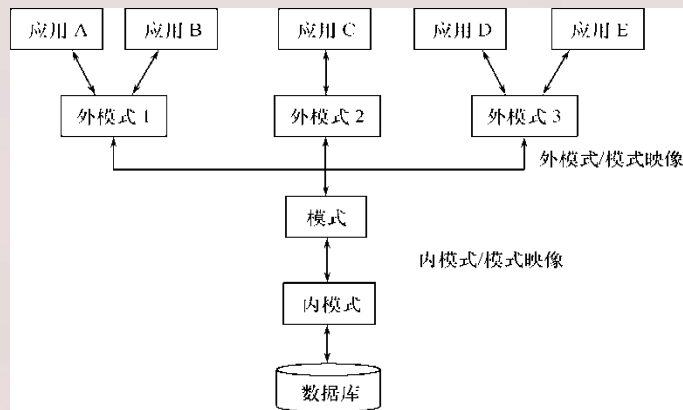 应用 A
应用 B
应用 C
应用 D
应用 E
外模式 1
外模式 2
外模式 3
外模式/模式映像
模式
内模式/模式映像
内模式
数据库